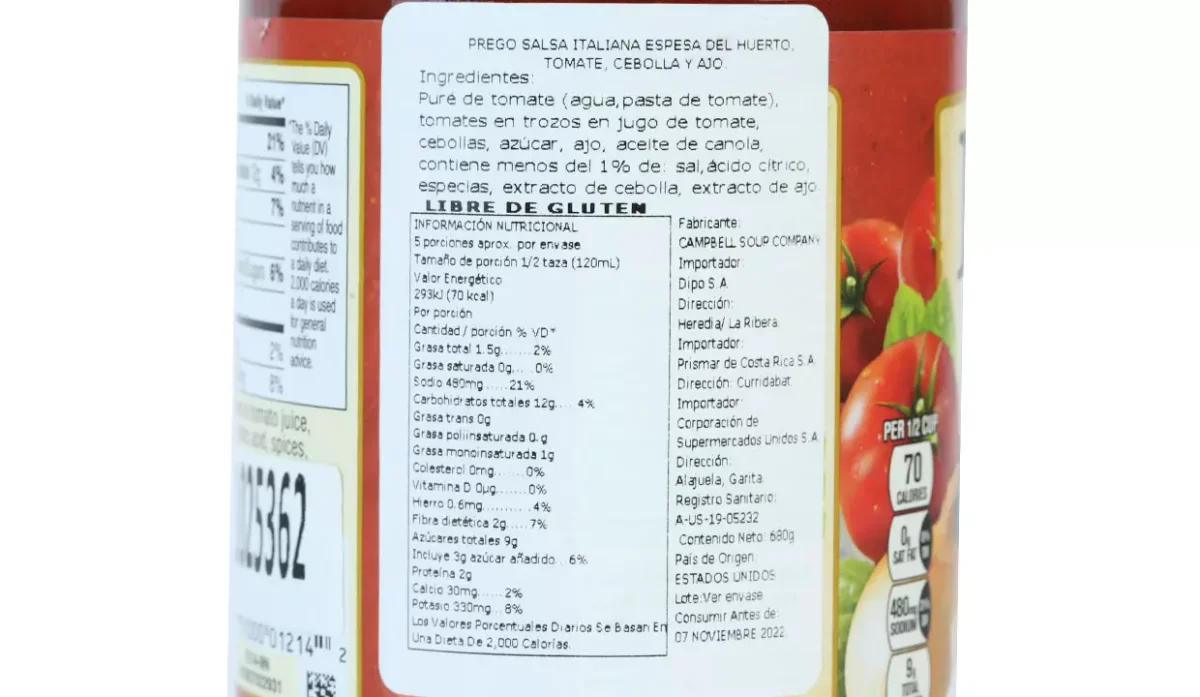 PREGO SALSA ITALIANA ESPESA DEL HUERTO,
TOMATE, CEBOLLA Y AJO.
Ingredientes:
Puré de tomate (agua,pasta de tomate),
tomates en trozos en jugo de tomate,
cebollas, azúcar, ajo, aceite de canola,
contiene menos del 1% de: sal,ácido cítrico,
especias, extracto de cebolla, extracto de ajo.
LIBRE DE GLUTEN
INFORMACIÓN NUTRICIONAL
5 porciones aprox. por envase
Tamaño de porción 1/2 taza (120mL)
Valor Energético
293kJ (70 kcal)
Por porción
Cantidad / porción % VD*
Grasa total 1.5g.......2%
Grasa saturada 0g...0%
Sodio 480mg.....21%
Carbohidratos totales 12g.... 4%
Grasa trans 0g
Grasa poliinsaturada 0.g
Grasa monoinsaturada 1g
Colesterol 0mg......0%
Vitamina D 0µg.......0%
Hierro 0.6mg..........4%
Fibra dietética 2g.....7%
Azúcares totales 9g
Incluye 3g azúcar añadido...6%
Proteína 2g
Calcio 30mg......2%
Potasio 330mg...8%
Los Valores Porcentuales Diarios Se Basan En
Una Dieta De 2,000 Calorías.
Fabricante:
CAMPBELL SOUP COMPANY
Importador:
Dipo S.A.
Dirección:
Heredia/ La Ribera.
Importador:
Prismar de Costa Rica S.A.
Dirección: Curridabat.
Importador:
Corporación de
Supermercados Unidos S.A.
Dirección:
Alajuela, Garita.
Registro Sanitario:
A-US-19-05232
Contenido Neto: 680g
País de Origen:
ESTADOS UNIDOS
Lote:Ver envase
Consumir Antes de:
07 NOVIEMBRE 2022
% Daily Value*
21%
4%
7%
6%
2%
8%
*The % Daily
Value (DV)
tells you how
much a
nutrient in a
serving of food
contributes to
a daily diet.
2,000 calories
a day is used
for general
nutrition
advice.
tomato juice,
acid, spices,
25362
01214
2
PER 1/2 CUP
70
CALORIES
0g
SAT FAT
480mg
SODIUM
9g
TOTAL